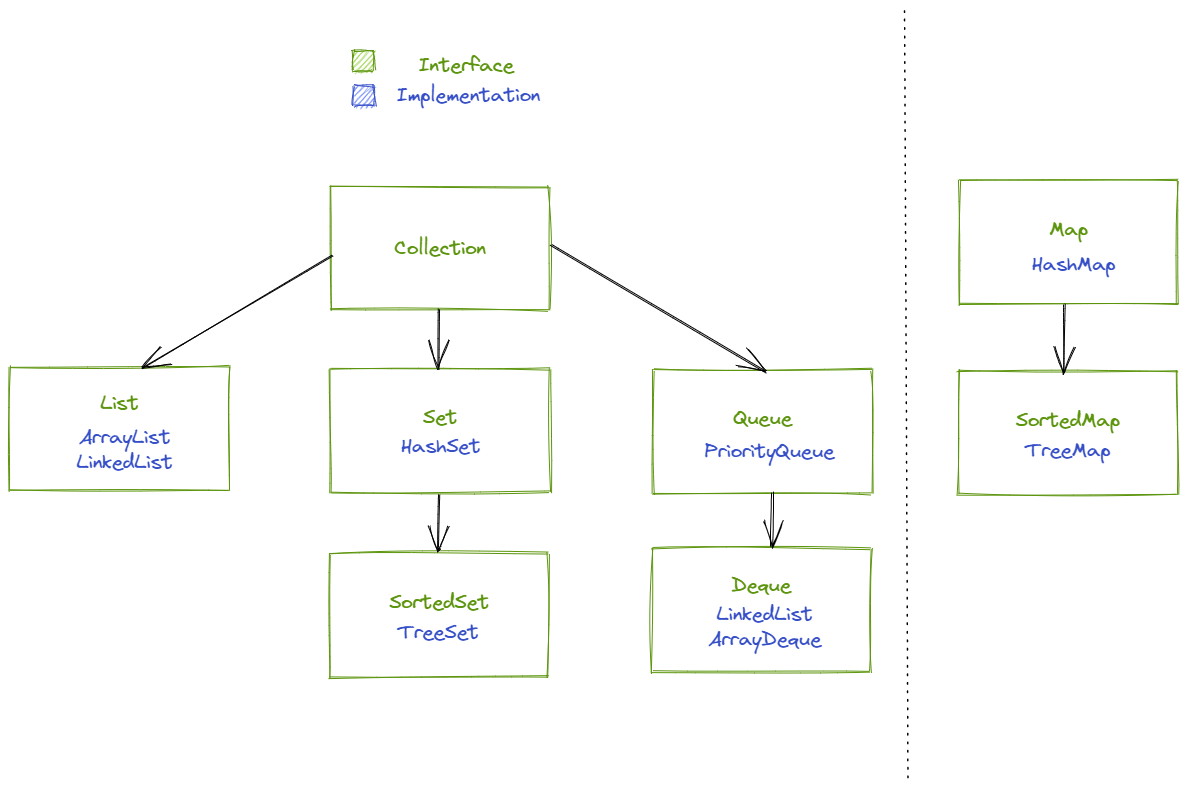 Interface
Implementation
Collection
Map
HashMap
List
ArrayList
LinkedList
Set
HashSet
Queue
PriorityQueue
SortedMap
TreeMap
SortedSet
TreeSet
Deque
LinkedList
ArrayDeque